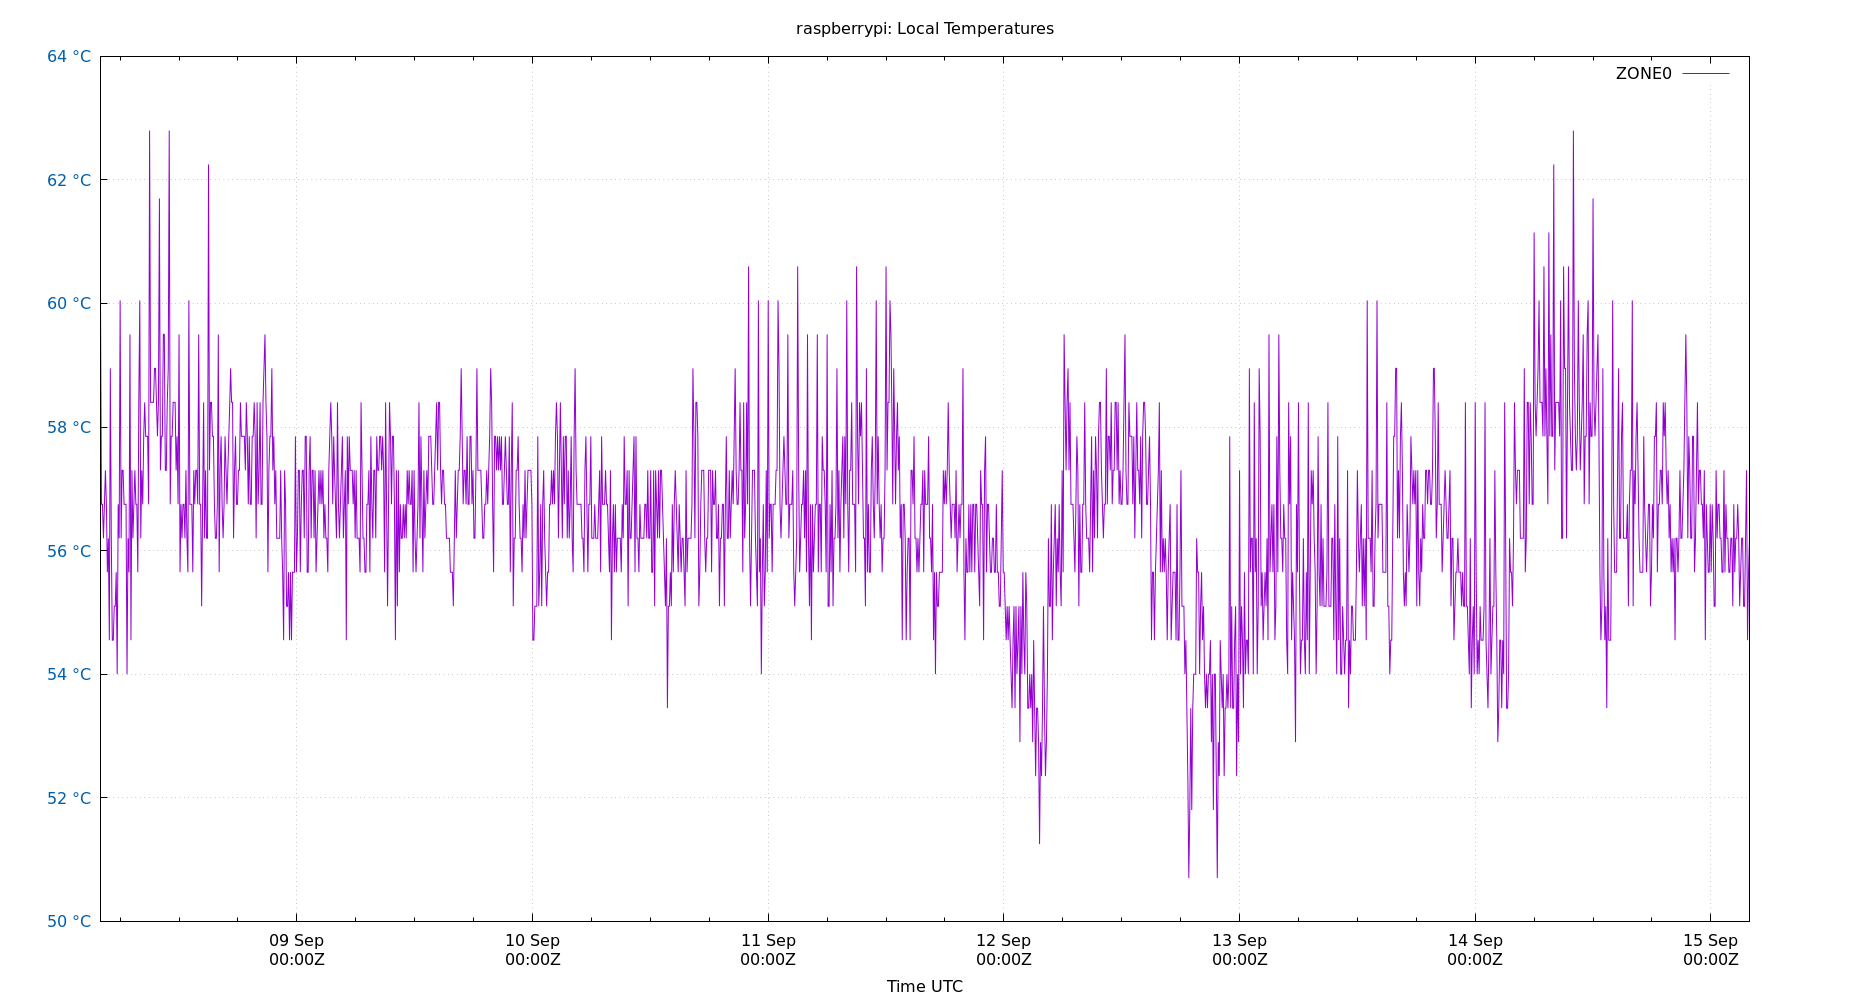 raspberrypi: Local Temperatures
64 °C
62 °C
60 °C
58 °C
56 °C
54 °C
52 °C
50 °C
ZONE0
09 Sep 10 Sep 11 Sep 12 Sep 13 Sep 14 Sep 15 Sep
00:00Z 00:00Z 00:00Z 00:00Z 00:00Z 00:00Z 00:00Z
Time UTC